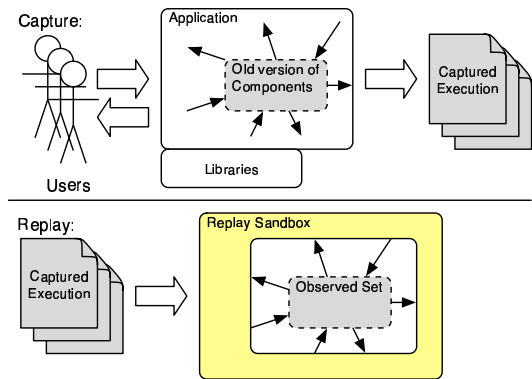 Capture:
Application
Old version of
Components
Captured
Execution
Libraries
Users
Replay:
Replay Sandbox
Captured
Execution
Observed Set